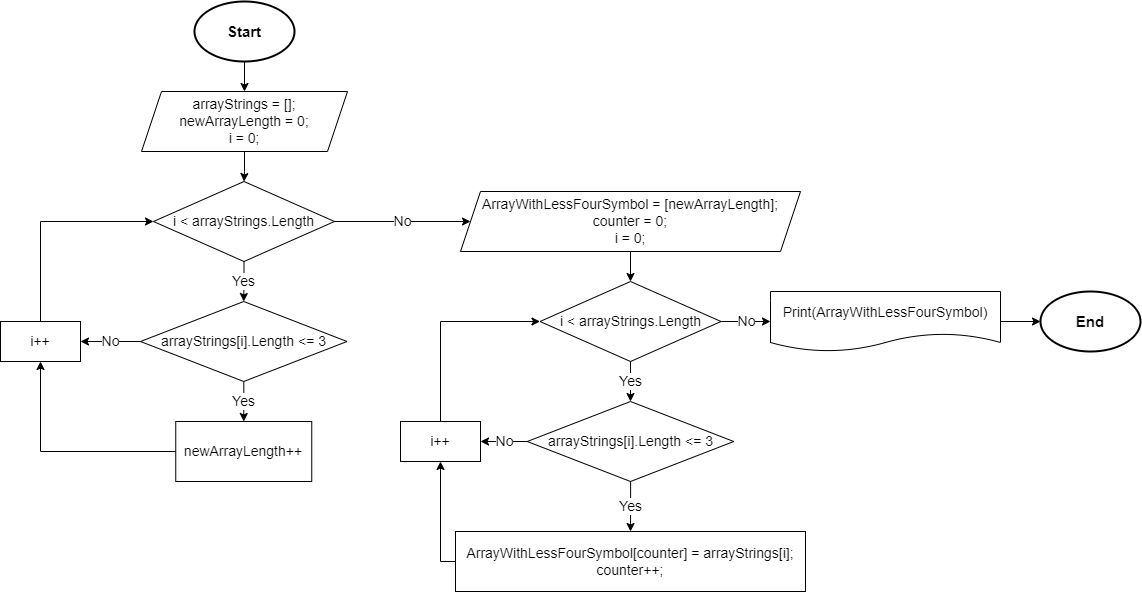 Start
arrayStrings = [];
newArrayLength = 0;
i = 0;
i < arrayStrings.Length
No
Yes
arrayStrings[i].Length <= 3
No
i++
Yes
newArrayLength++
ArrayWithLessFourSymbol = [newArrayLength];
counter = 0;
i = 0;
i < arrayStrings.Length
No
Yes
arrayStrings[i].Length <= 3
No
i++
Yes
ArrayWithLessFourSymbol[counter] = arrayStrings[i];
counter++;
Print(ArrayWithLessFourSymbol)
End